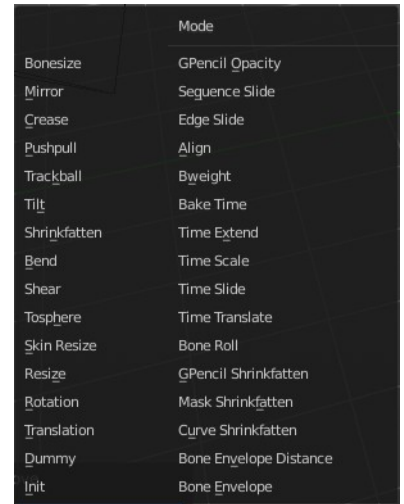 Mode
Bonesize
Mirror
Crease
Pushpull
Trackball
Tilt
Shrinkfatten
Bend
Shear
Tosphere
Skin Resize
Resize
Rotation
Translation
Dummy
Init
GPencil Opacity
Sequence Slide
Edge Slide
Align
Bweight
Bake Time
Time Extend
Time Scale
Time Slide
Time Translate
Bone Roll
GPencil Shrinkfatten
Mask Shrinkfatten
Curve Shrinkfatten
Bone Envelope Distance
Bone Envelope